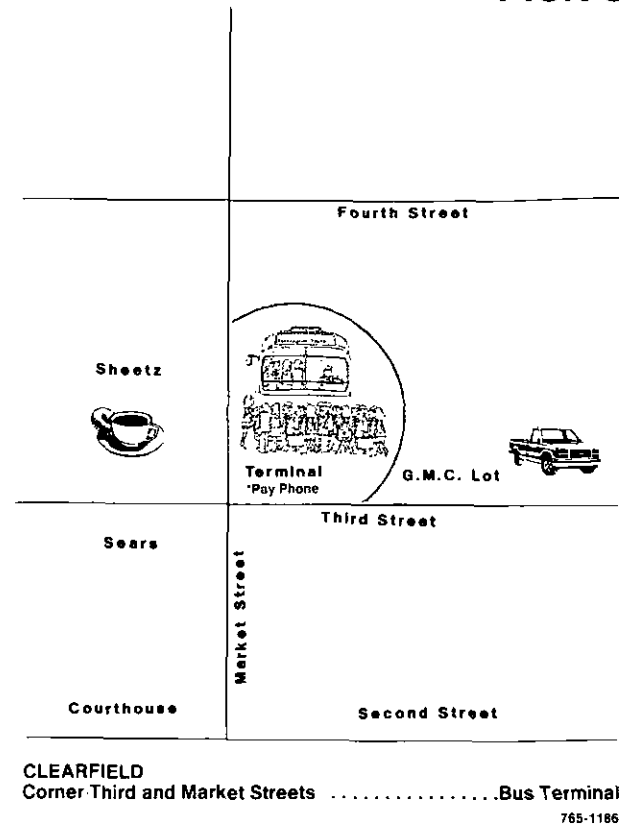 Fourth Street
Sheetz
Terminal
*Pay Phone
G.M.C. Lot
Third Street
Sears
Market Street
Courthouse
Second Street
CLEARFIELD
Corner Third and Market Streets ................Bus Terminal
765-1186